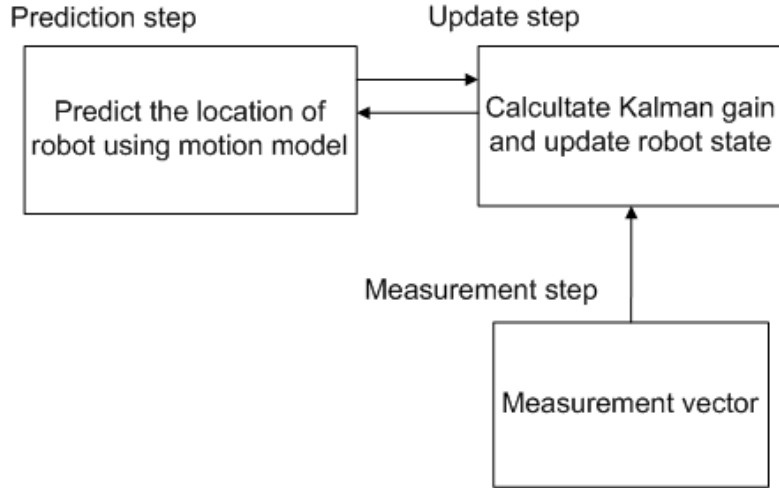 Prediction step
Update step
Predict the location of
robot using motion model
Calcultate Kalman gain
and update robot state
Measurement step
Measurement vector